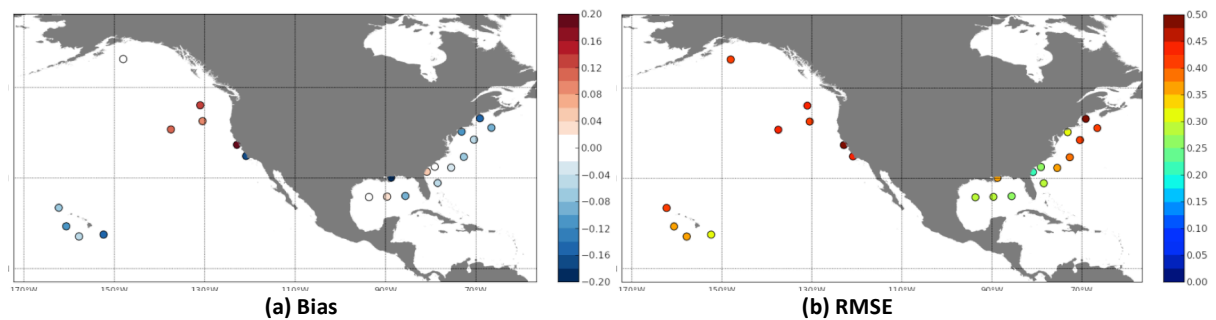 0.20
0.16
0.12
0.08
0.04
0.00
−0.04
−0.08
−0.12
−0.16
−0.20
170°W
150°W
130°W
110°W
90°W
70°W
(a) Bias
0.50
0.45
0.40
0.35
0.30
0.25
0.20
0.15
0.10
0.05
0.00
170°W
150°W
130°W
110°W
90°W
70°W
(b) RMSE